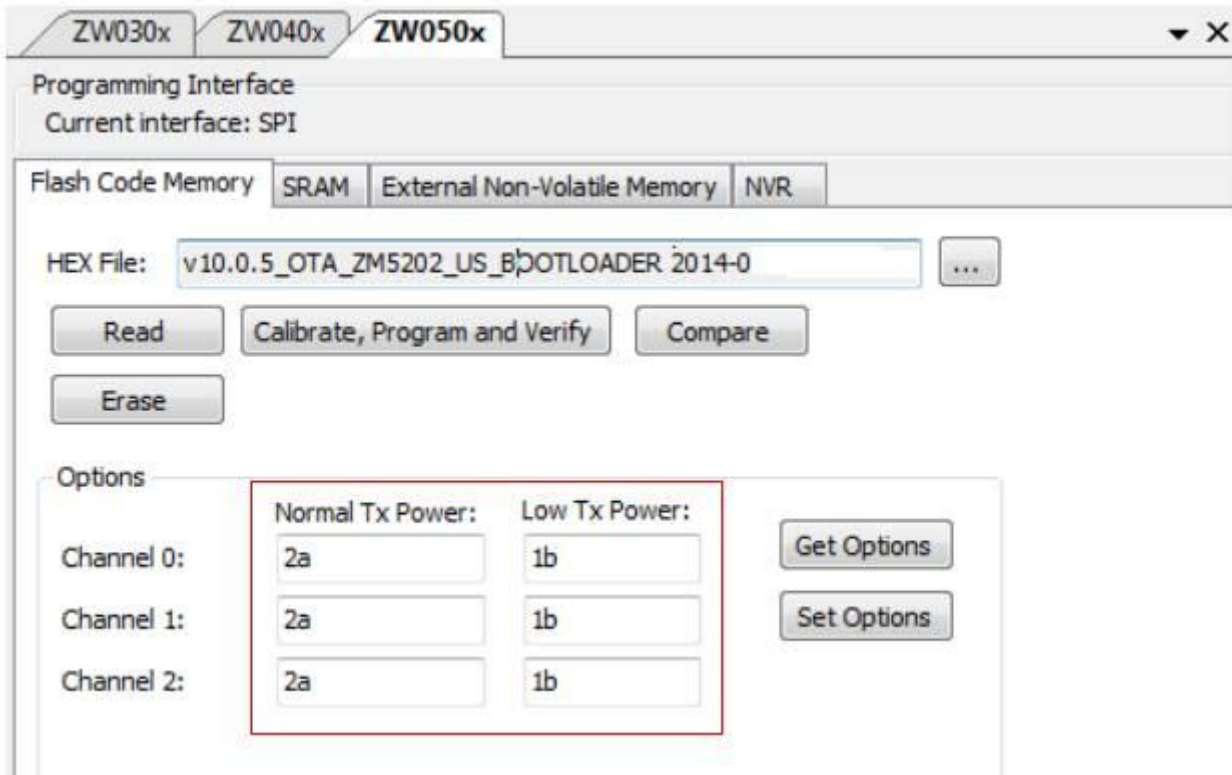 ZW030x ZW040x ZW050x
Programming Interface
Current interface: SPI
Flash Code Memory SRAM External Non-Volatile Memory NVR
HEX File: v10.0.5_OTA_ZM5202_US_BOOTLOADER 2014-0 ...
Read Calibrate, Program and Verify Compare
Erase
Options
Normal Tx Power: Low Tx Power:
Channel 0: 2a 1b Get Options
Channel 1: 2a 1b Set Options
Channel 2: 2a 1b